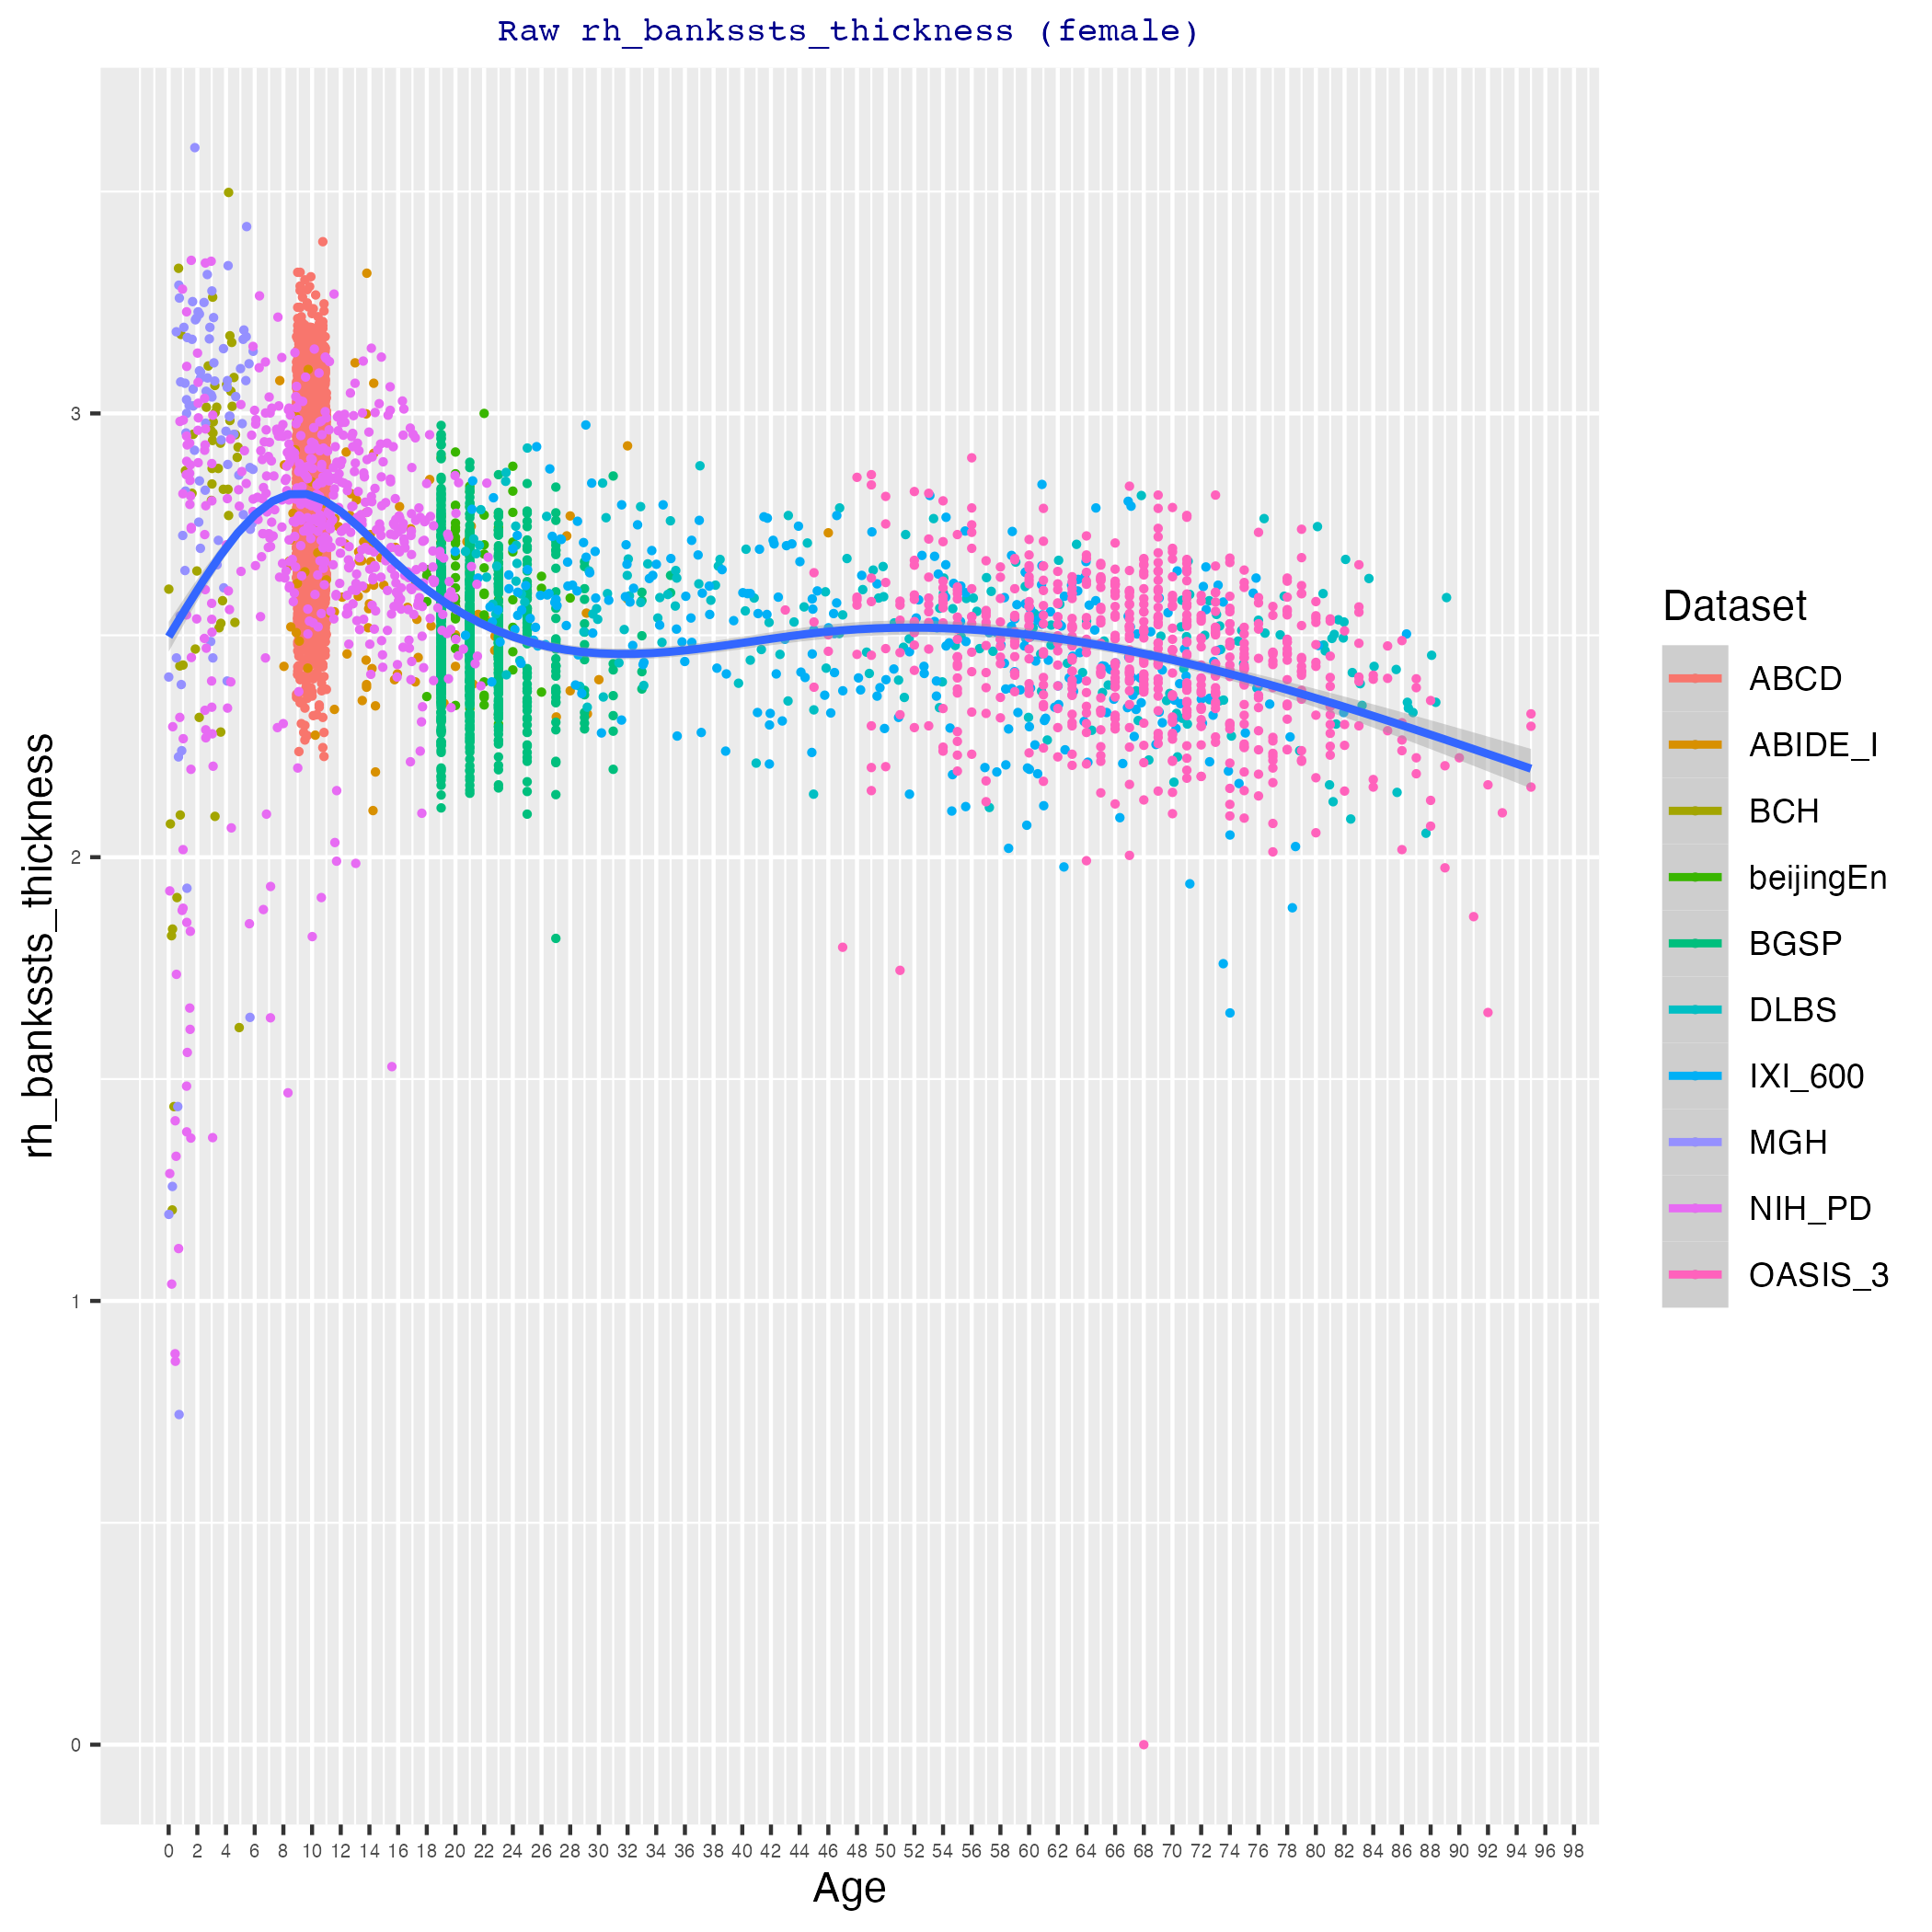 Raw rh_bankssts_thickness (female)
rh_bankssts_thickness
3
2
1
0
0 2 4 6 8 10 12 14 16 18 20 22 24 26 28 30 32 34 36 38 40 42 44 46 48 50 52 54 56 58 60 62 64 66 68 70 72 74 76 78 80 82 84 86 88 90 92 94 96 98
Age
Dataset
ABCD
ABIDE_I
BCH
beijingEn
BGSP
DLBS
IXI_600
MGH
NIH_PD
OASIS_3